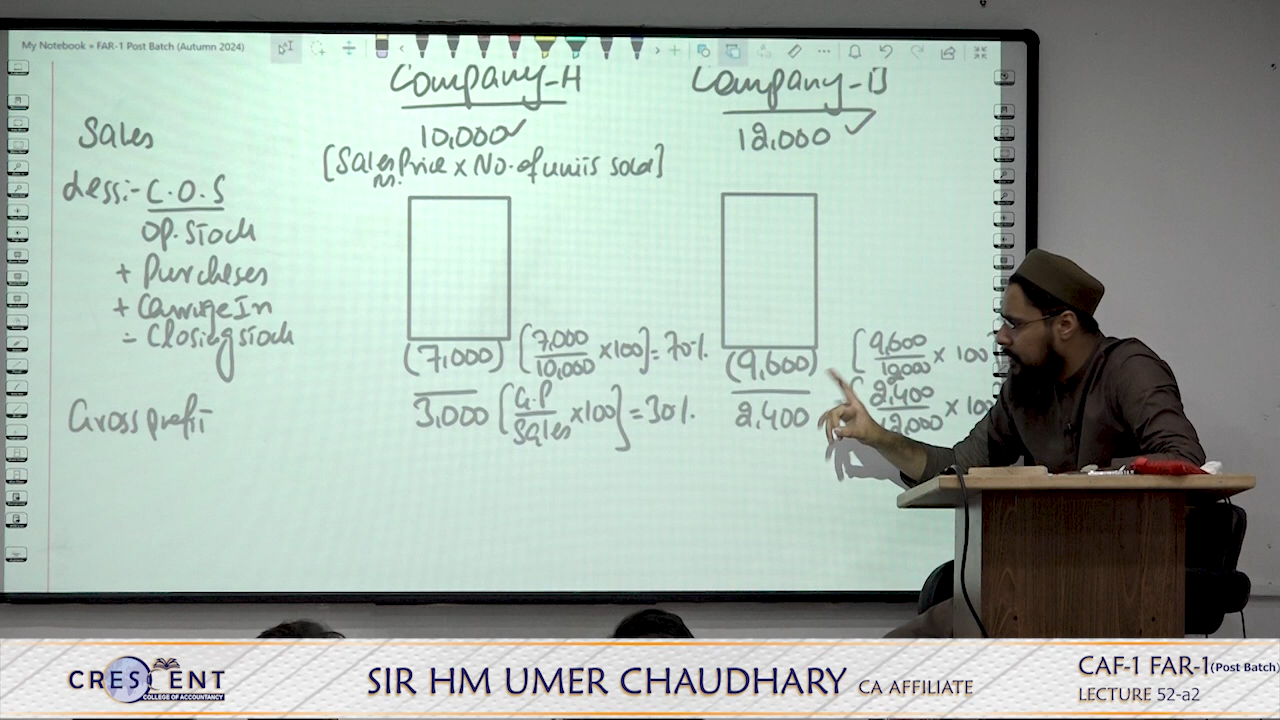 My Notebook » FAR-1 Post Batch (Autumn 2024)
Company-A Company-B
Sales 10,000✓ 12,000 ✓
[Sales Price x No. of units sold]
M.
Less:- C.O.S
Op. Stock
+ Purchases
+ Carriage In
- Closing stock
(7,000) [7,000/10,000 x100] = 70%. (9,600) [9,600/12000 x 100
Gross profit 3,000 [G.P/Sales x100] = 30%. 2,400 [2,400/12,000 x 100
CRESCENT
COLLEGE OF ACCOUNTANCY
SIR HM UMER CHAUDHARY CA AFFILIATE
CAF-1 FAR-1(Post Batch)
LECTURE 52-a2